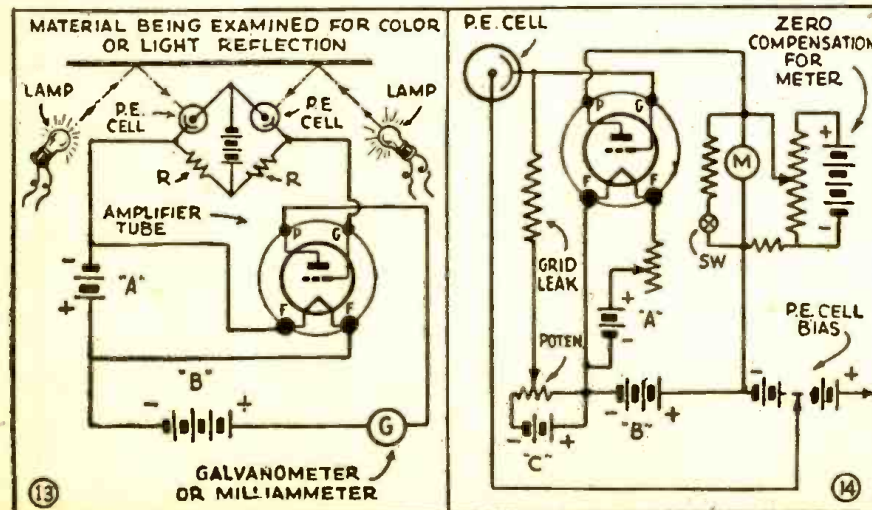 MATERIAL BEING EXAMINED FOR COLOR
OR LIGHT REFLECTION
LAMP
P.E.
CELL
P.E.
CELL
LAMP
R
R
AMPLIFIER
TUBE
P
G
F
F
-
+
"A"
"B"
-
+
G
GALVANOMETER
OR MILLIAMMETER
13
P.E. CELL
ZERO
COMPENSATION
FOR
METER
P
G
F
F
M
+
-
SW
GRID
LEAK
+
"A"
-
POTEN.
P.E. CELL
BIAS
-
+
"C"
-
"B"
+
-
+
14